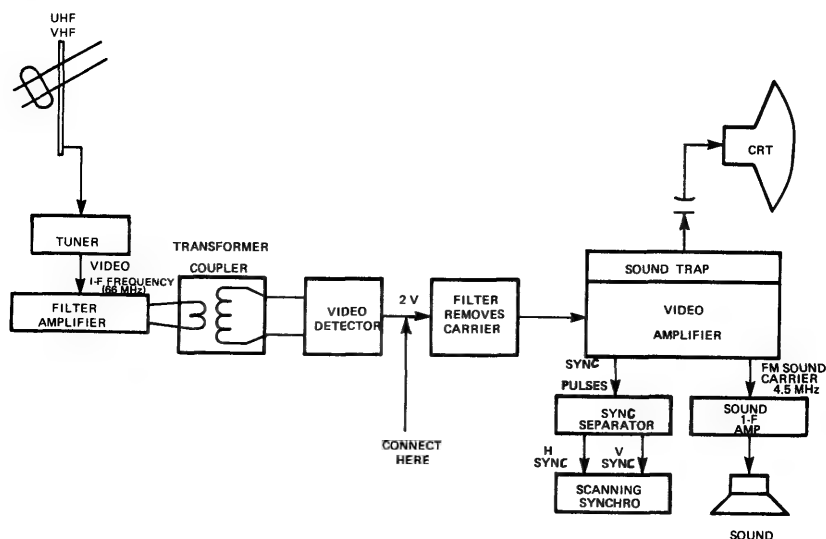 UHF
VHF
CRT
TUNER
TRANSFORMER
COUPLER
VIDEO
I-F FREQUENCY
(66 MHz)
FILTER
AMPLIFIER
VIDEO
DETECTOR
2 V
FILTER
REMOVES
CARRIER
SOUND TRAP
VIDEO
AMPLIFIER
CONNECT
HERE
SYNC
PULSES
FM SOUND
CARRIER
4.5 MHz
SYNC
SEPARATOR
SOUND
1-F
AMP
H
SYNC
V
SYNC
SCANNING
SYNCHRO
SOUND